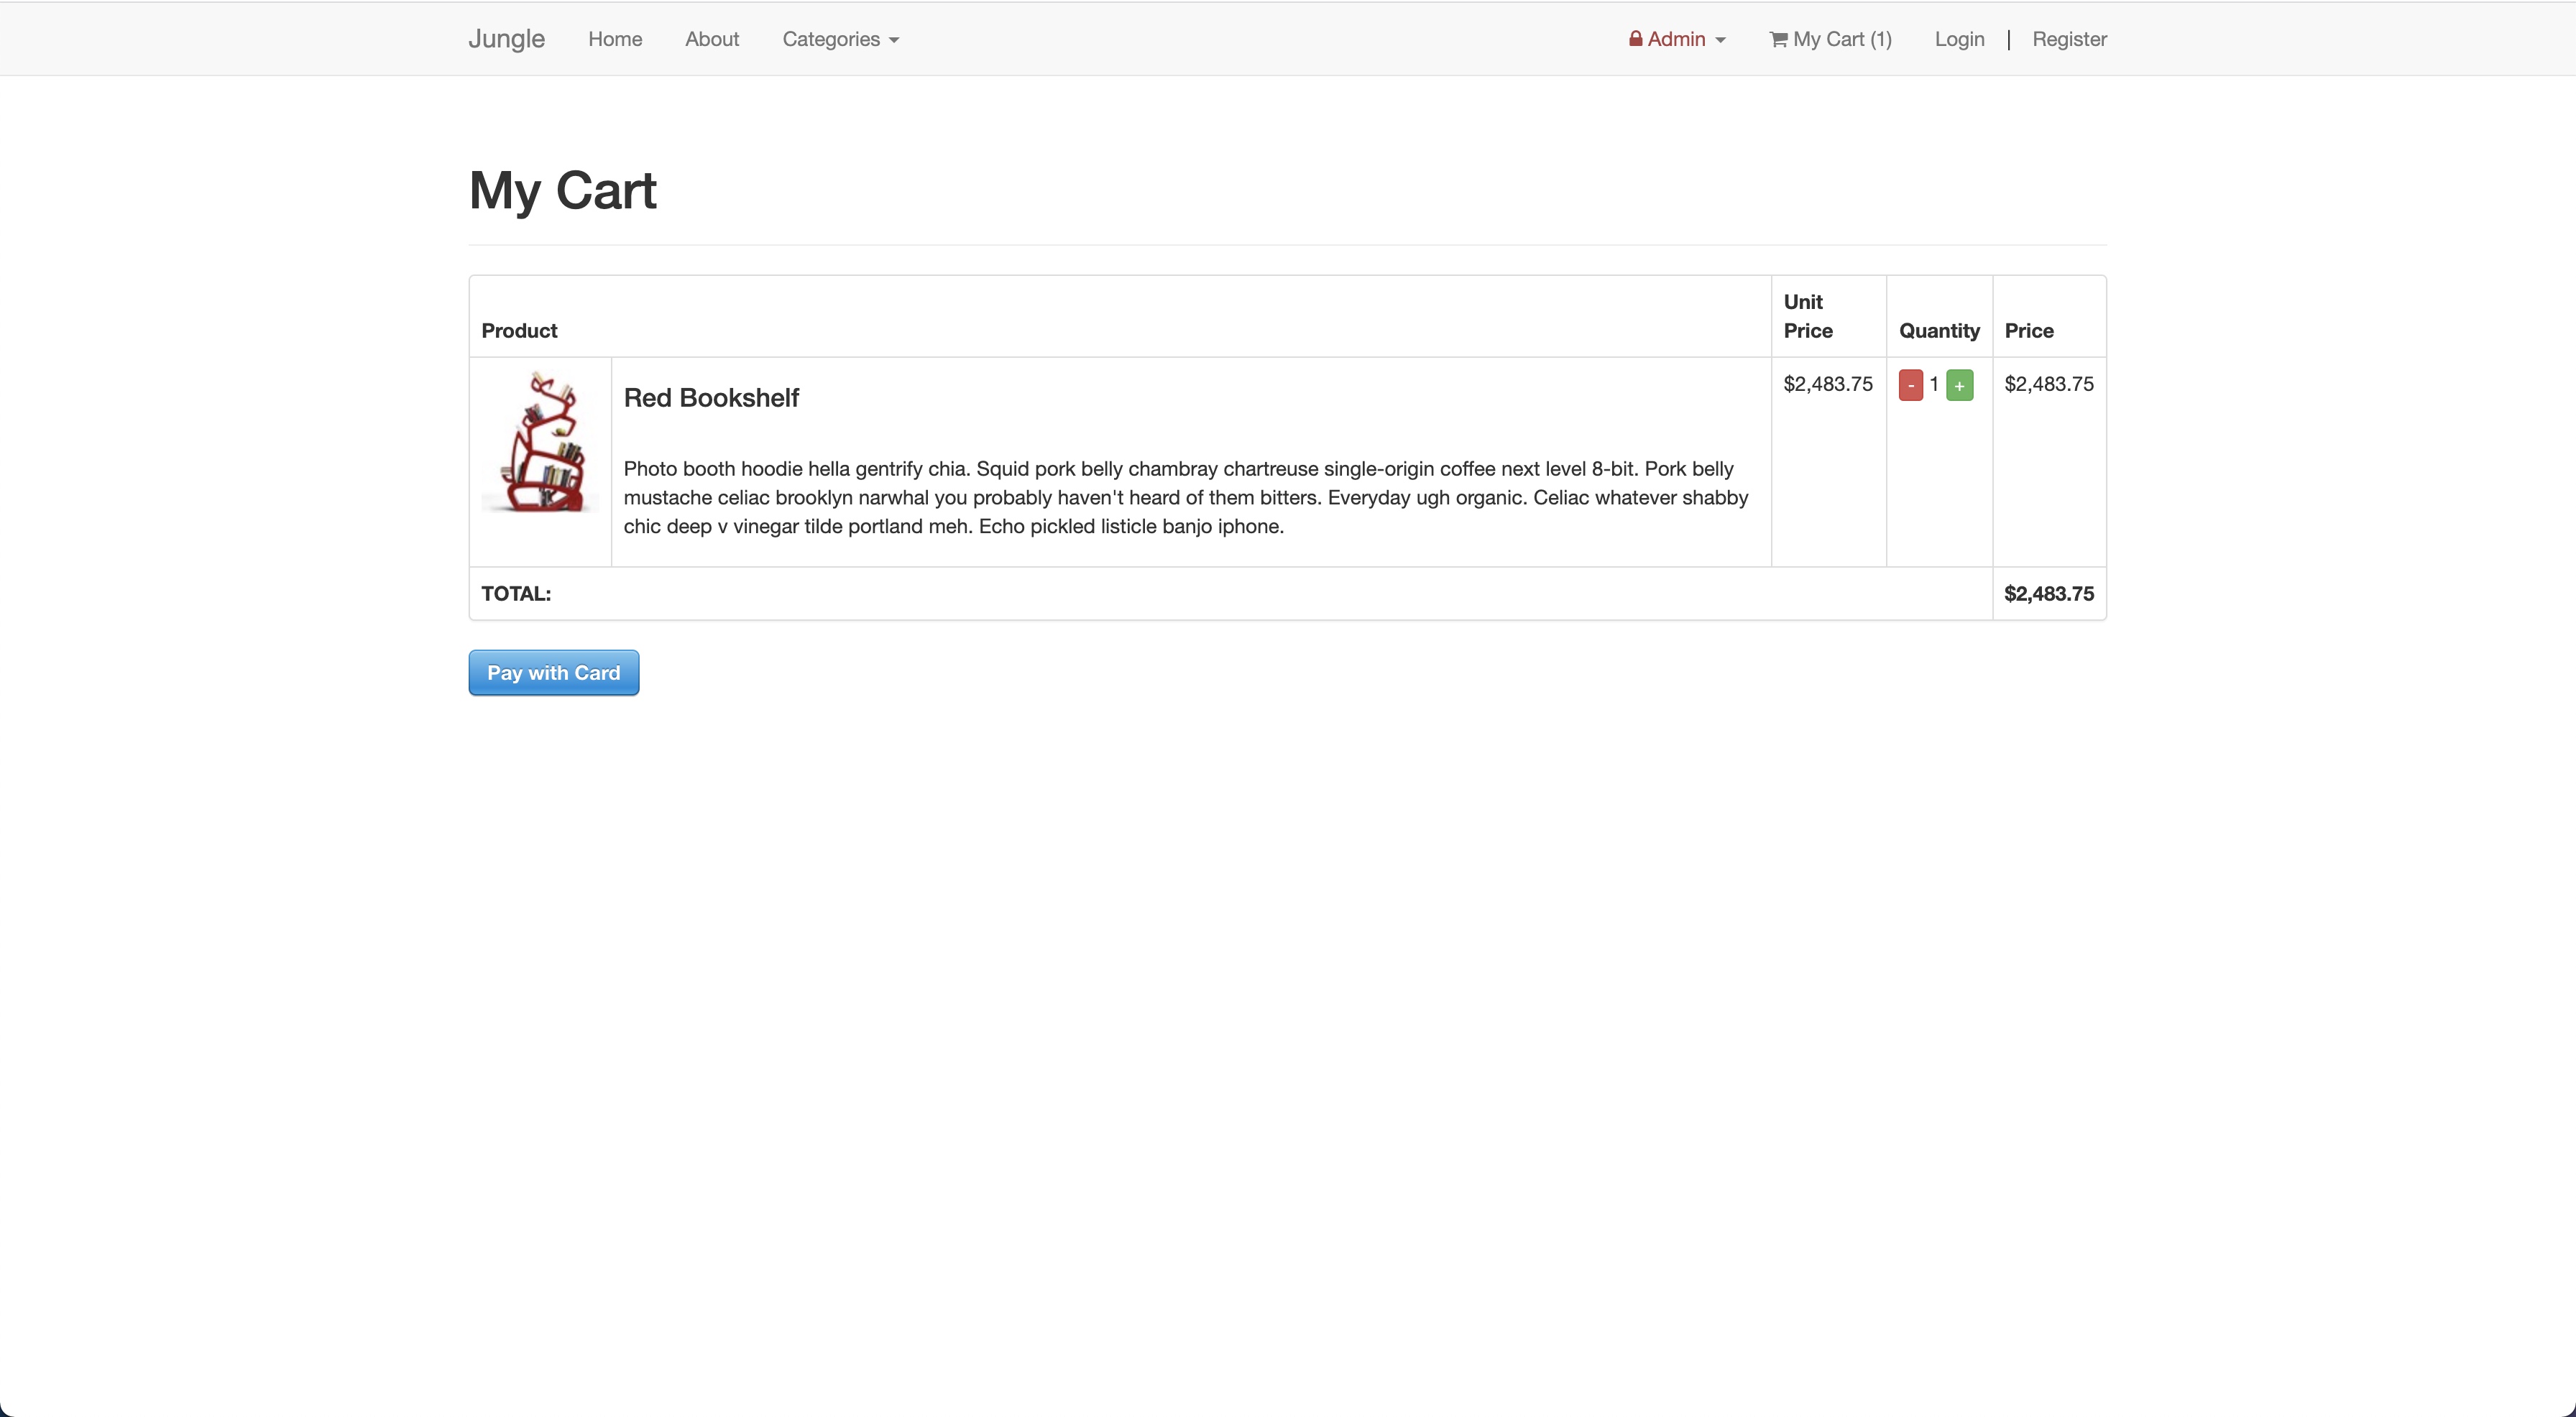 Jungle Home About Categories Admin My Cart (1) Login | Register
My Cart
Product Unit Price Quantity Price
Red Bookshelf $2,483.75 - 1 + $2,483.75
Photo booth hoodie hella gentrify chia. Squid pork belly chambray chartreuse single-origin coffee next level 8-bit. Pork belly
mustache celiac brooklyn narwhal you probably haven't heard of them bitters. Everyday ugh organic. Celiac whatever shabby
chic deep v vinegar tilde portland meh. Echo pickled listicle banjo iphone.
TOTAL: $2,483.75
Pay with Card